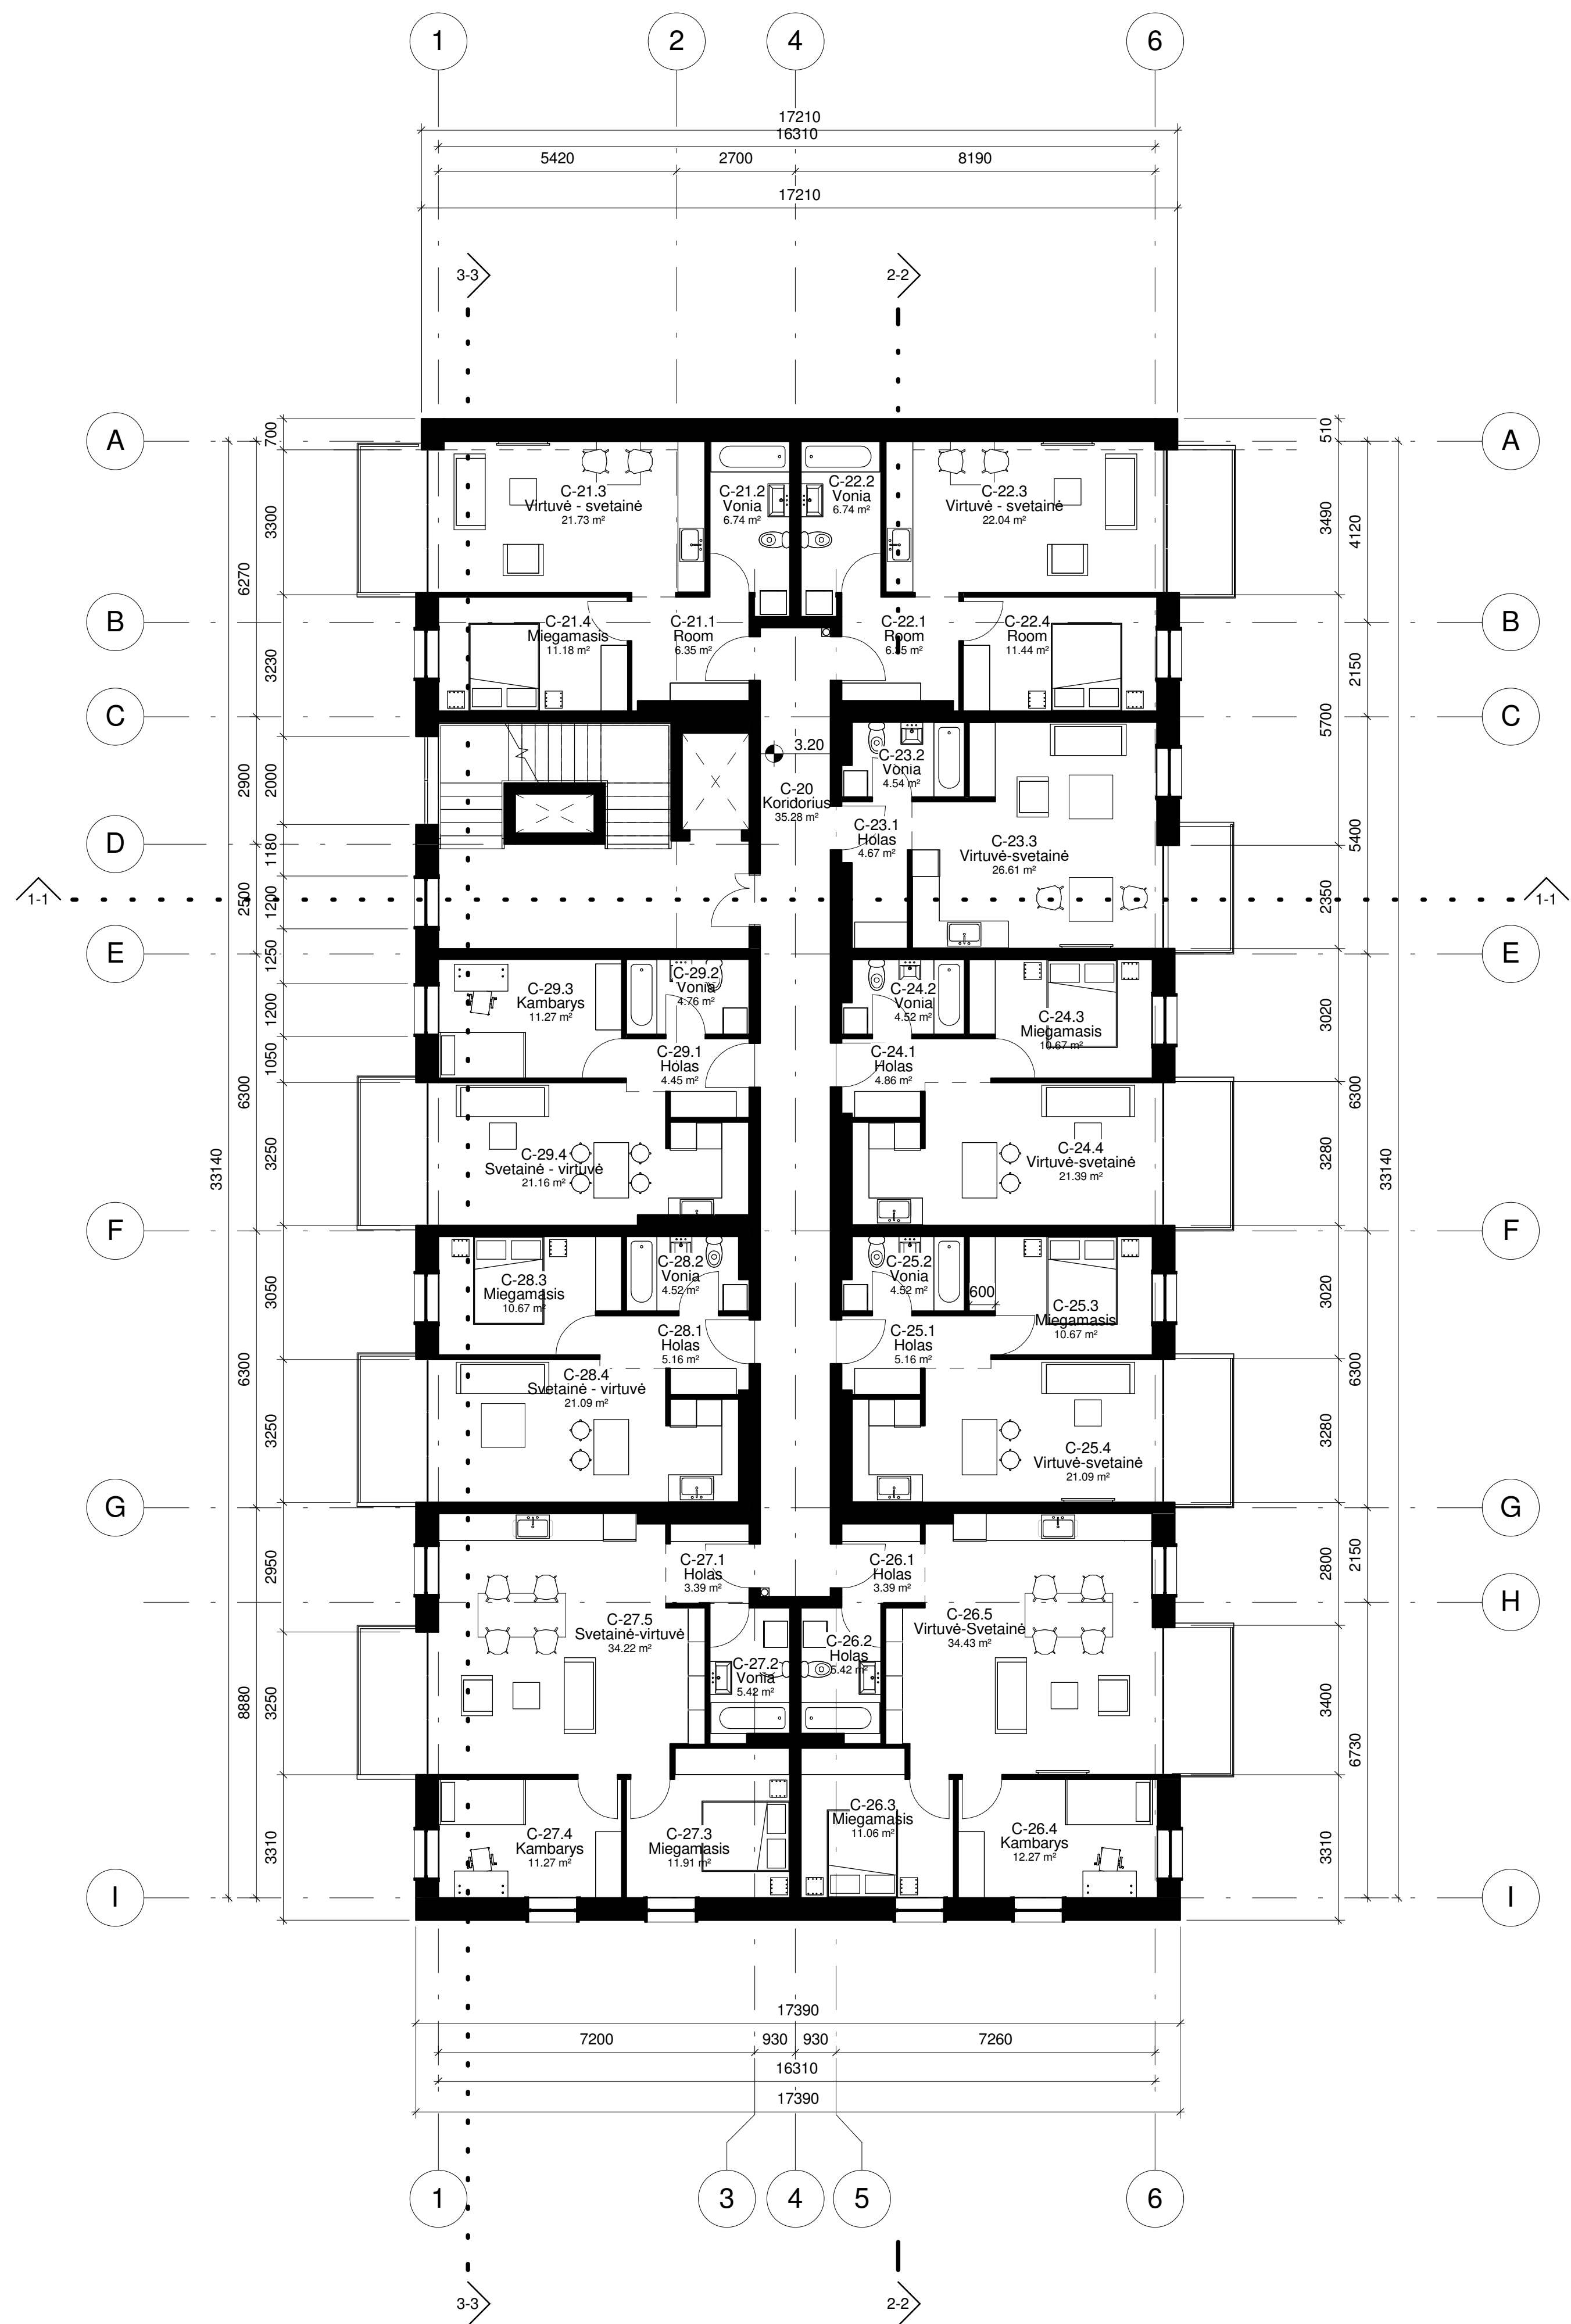 1 2 4 6
17210
16310
5420 2700 8190
17210
3-3 2-2
A A
700 510
C-21.3
Virtuvė - svetainė
21.73 m²
C-21.2
Vonia
6.74 m²
C-22.2
Vonia
6.74 m²
C-22.3
Virtuvė - svetainė
22.04 m²
3300 3490 4120
6270
B B
C-21.4
Miegamasis
11.18 m²
C-21.1
Room
6.35 m²
C-22.1
Room
C-22.4
Room
11.44 m²
3230 2150
C C
5700
3.20
C-20
Koridorius
35.28 m²
C-23.2
Vonia
4.54 m²
2900 2000
C-23.1
Holas
4.67 m²
C-23.3
Virtuvė-svetainė
26.61 m²
D D
1180 5400
1-1 1-1
2500 1200 2350
E E
1250
C-29.3
Kambarys
11.27 m²
C-29.2
Vonia
4.76 m²
C-24.2
Vonia
4.52 m²
C-24.3
Miegamasis
10.67 m²
1200 3020
C-29.1
Holas
4.45 m²
C-24.1
Holas
4.86 m²
1050
6300 6300
C-29.4
Svetainė - virtuvė
21.16 m²
C-24.4
Virtuvė-svetainė
21.39 m²
33140 3250 3280 33140
F F
C-28.3
Miegamasis
10.67 m²
C-28.2
Vonia
4.52 m²
C-25.2
Vonia
4.52 m²
600
C-25.3
Miegamasis
10.67 m²
3050 3020
C-28.1
Holas
5.16 m²
C-25.1
Holas
5.16 m²
6300 6300
C-28.4
Svetainė - virtuvė
21.09 m²
C-25.4
Virtuvė-svetainė
21.09 m²
3250 3280
G G
2950 2800 2150
C-27.1
Holas
3.39 m²
C-26.1
Holas
3.39 m²
H
C-27.5
Svetainė-virtuvė
34.22 m²
C-26.5
Virtuvė-Svetainė
34.43 m²
C-27.2
Vonia
5.42 m²
C-26.2
Holas
5.42 m²
8880 3250 3400
6730
C-27.4
Kambarys
11.27 m²
C-27.3
Miegamasis
11.91 m²
C-26.3
Miegamasis
11.06 m²
C-26.4
Kambarys
12.27 m²
3310 3310
I I
17390
7200 930 930 7260
16310
17390
1 3 4 5 6
3-3 2-2